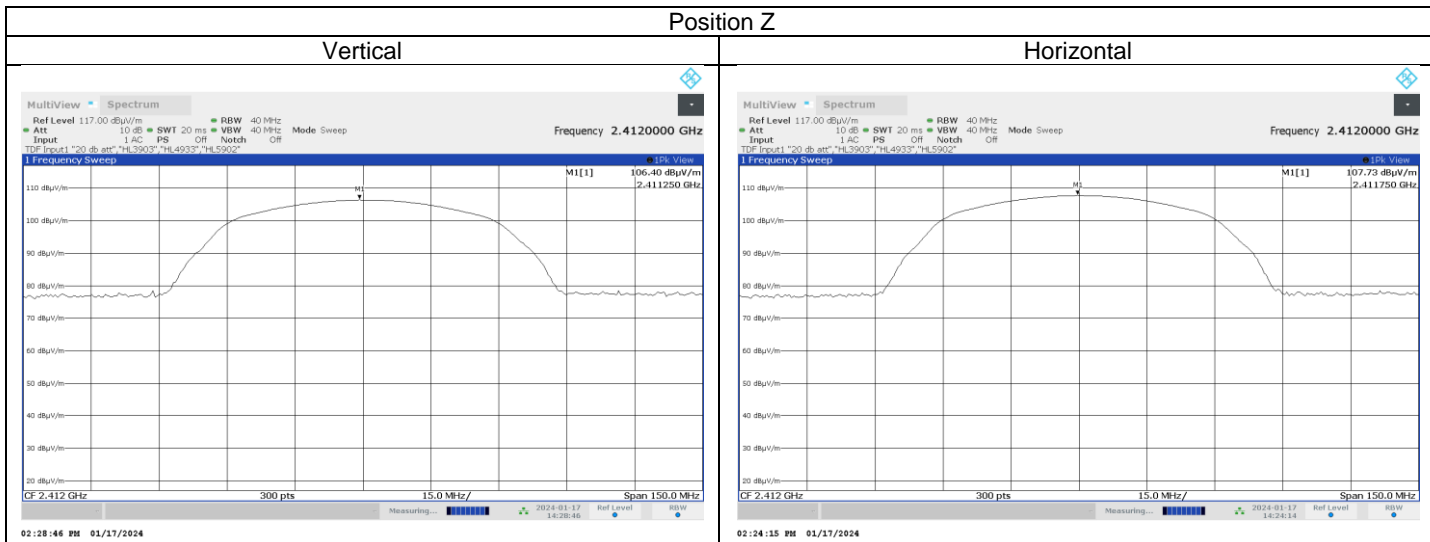 Position Z
Vertical
Horizontal
MultiView Spectrum
Ref Level 117.00 dBµV/m RBW 40 MHz
Att 10 dB SWT 20 ms VBW 40 MHz Mode Sweep Frequency 2.4120000 GHz
Input 1 AC PS Off Notch Off
TDF Input1 "20 db att","HL3903","HL4933","HL5902"
1 Frequency Sweep 1Pk View
M1[1] 106.40 dBµV/m
2.411250 GHz
M1
110 dBµV/m
100 dBµV/m
90 dBµV/m
80 dBµV/m
70 dBµV/m
60 dBµV/m
50 dBµV/m
40 dBµV/m
30 dBµV/m
20 dBµV/m
CF 2.412 GHz 300 pts 15.0 MHz/ Span 150.0 MHz
Measuring... 2024-01-17 Ref Level RBW
14:28:46
02:28:46 PM 01/17/2024
MultiView Spectrum
Ref Level 117.00 dBµV/m RBW 40 MHz
Att 10 dB SWT 20 ms VBW 40 MHz Mode Sweep Frequency 2.4120000 GHz
Input 1 AC PS Off Notch Off
TDF Input1 "20 db att","HL3903","HL4933","HL5902"
1 Frequency Sweep 1Pk View
M1[1] 107.73 dBµV/m
2.411750 GHz
M1
110 dBµV/m
100 dBµV/m
90 dBµV/m
80 dBµV/m
70 dBµV/m
60 dBµV/m
50 dBµV/m
40 dBµV/m
30 dBµV/m
20 dBµV/m
CF 2.412 GHz 300 pts 15.0 MHz/ Span 150.0 MHz
Measuring... 2024-01-17 Ref Level RBW
14:24:14
02:24:15 PM 01/17/2024